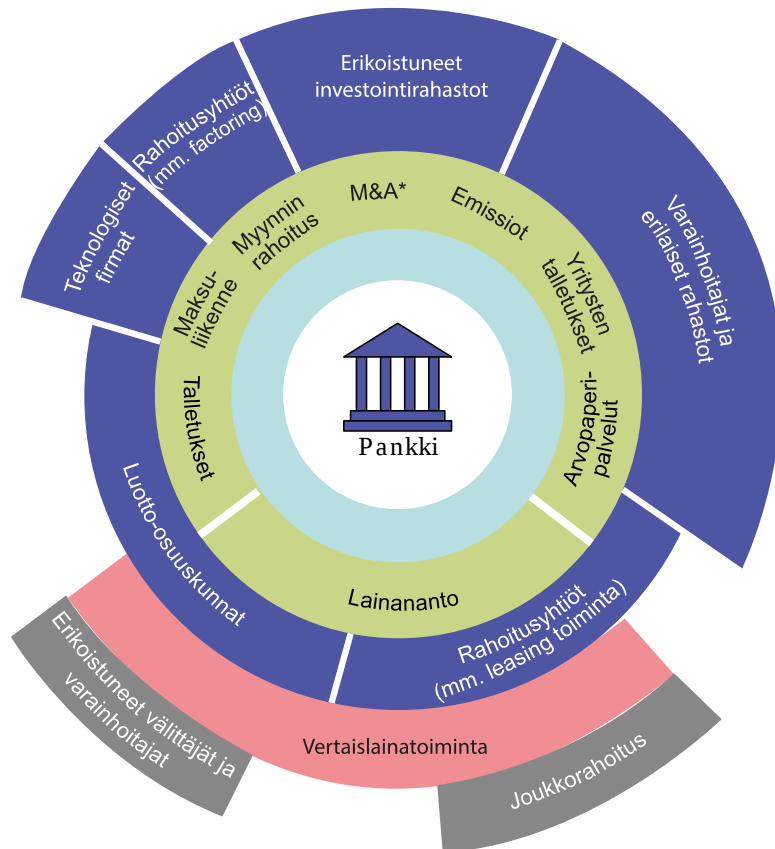 Erikoistuneet
investointirahastot
Rahoitusyhtiöt
(mm. factoring)
Teknologiset
firmat
Varainhoitajat ja
erilaiset rahastot
M&A*
Emissiot
Myynnin
rahoitus
Maksu-
liikenne
Yritysten
talletukset
Talletukset
Arvopaperi-
palvelut
Pankki
Lainananto
Luotto-osuuskunnat
Rahoitusyhtiöt
(mm. leasing toiminta)
Erikoistuneet välittäjät ja
varainhoitajat
Vertaislainatoiminta
Joukkorahoitus